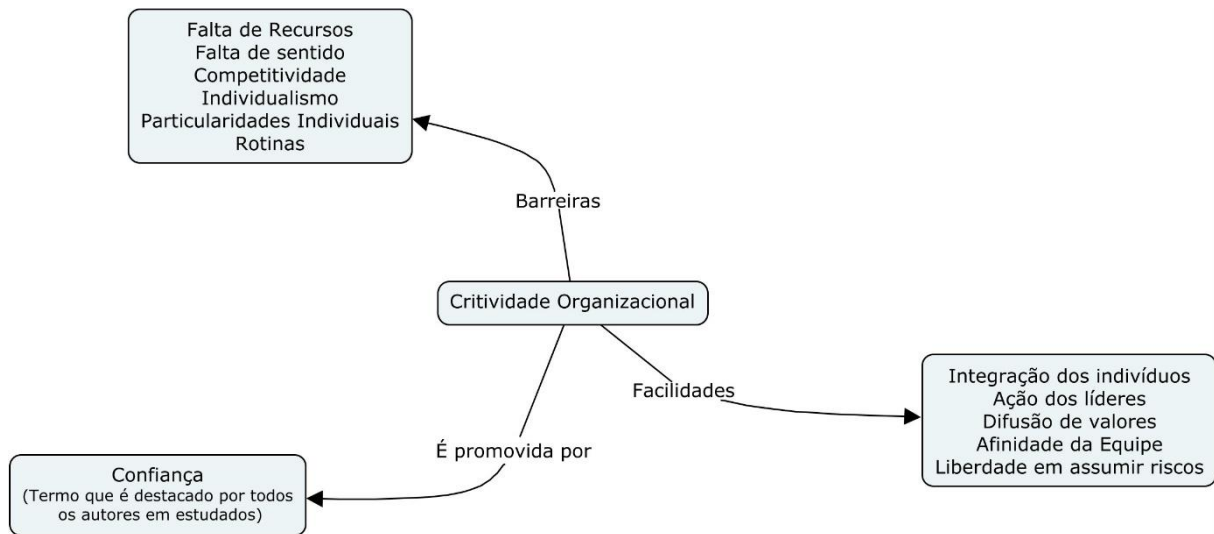 Falta de Recursos
Falta de sentido
Competitividade
Individualismo
Particularidades Individuais
Rotinas
Barreiras
Critividade Organizacional
Facilidades
Integração dos indivíduos
Ação dos líderes
Difusão de valores
Afinidade da Equipe
Liberdade em assumir riscos
É promovida por
Confiança
(Termo que é destacado por todos
os autores em estudados)